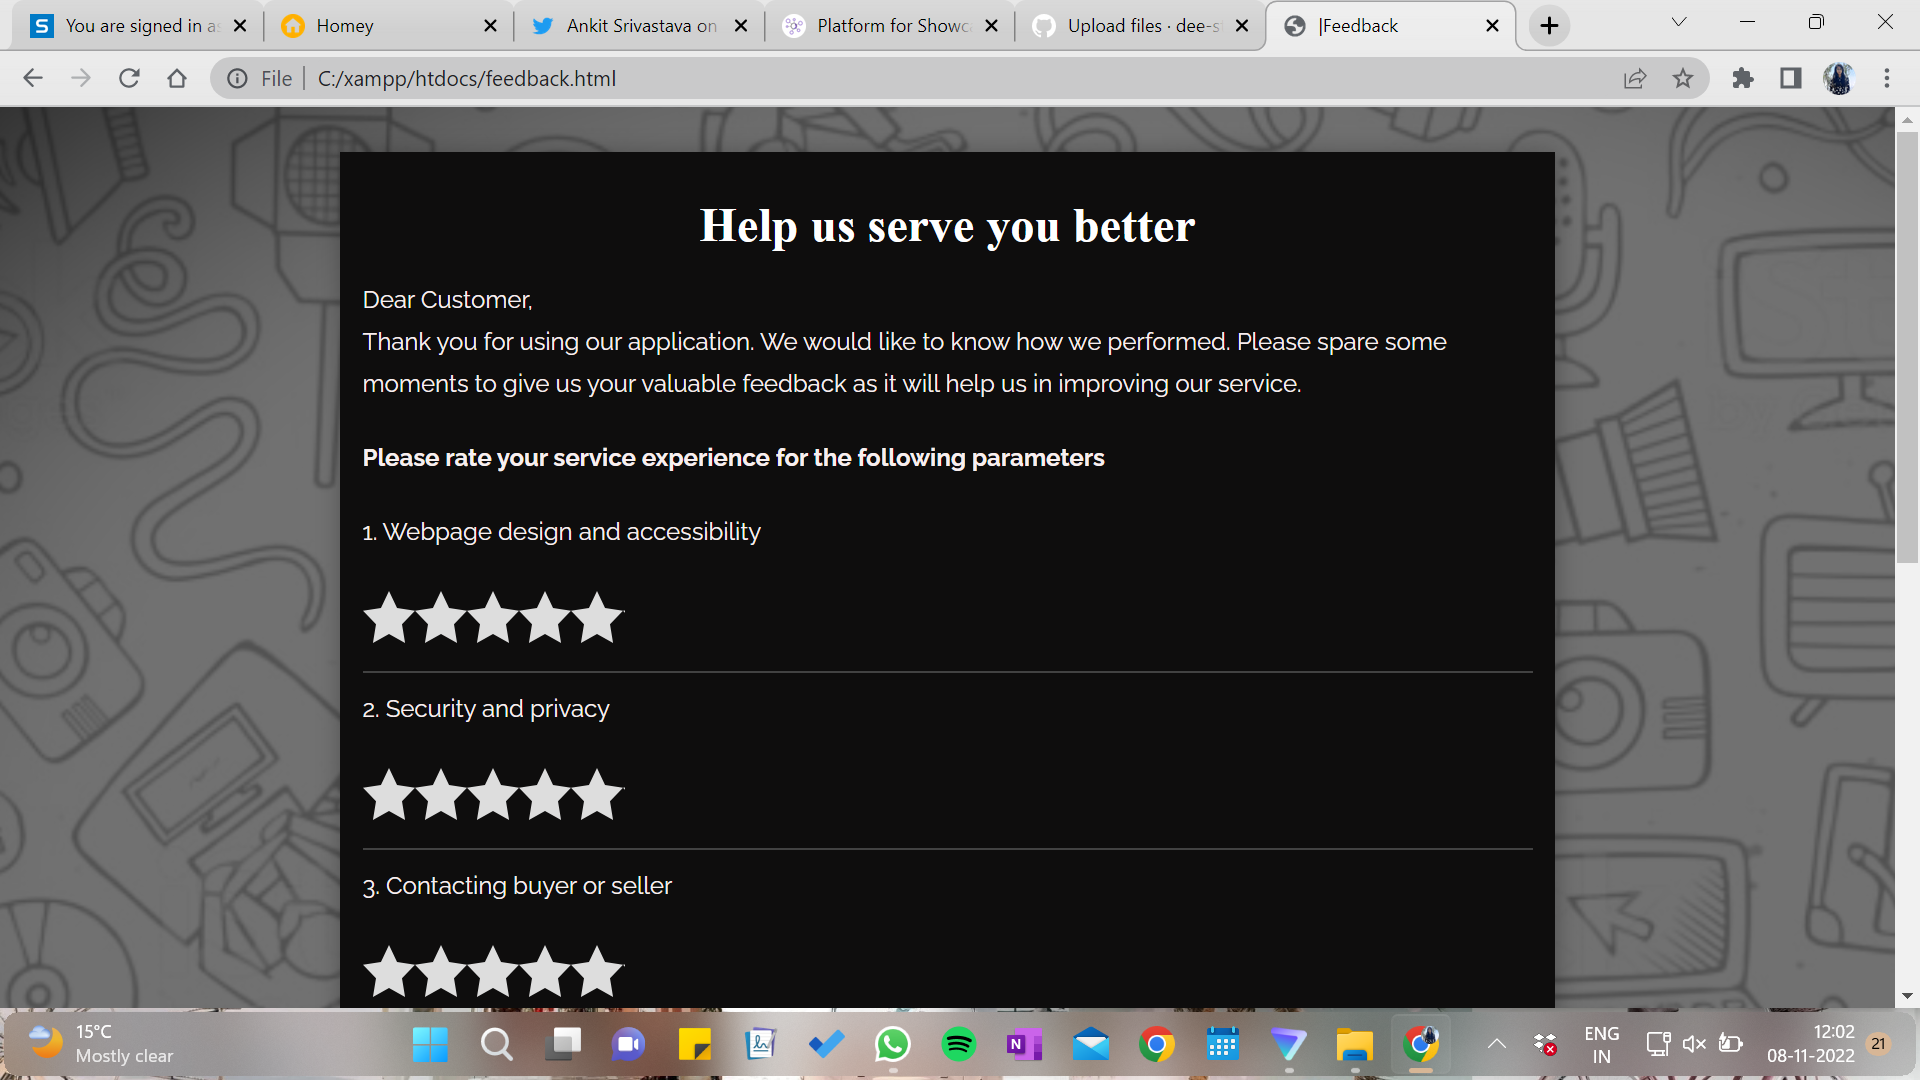 You are signed in as
Homey
Ankit Srivastava on
Platform for Showc
Upload files · dee-s
|Feedback
File
C:/xampp/htdocs/feedback.html
Help us serve you better
Dear Customer,
Thank you for using our application. We would like to know how we performed. Please spare some
moments to give us your valuable feedback as it will help us in improving our service.
Please rate your service experience for the following parameters
1. Webpage design and accessibility
2. Security and privacy
3. Contacting buyer or seller
15°C
Mostly clear
ENG
IN
12:02
08-11-2022
21